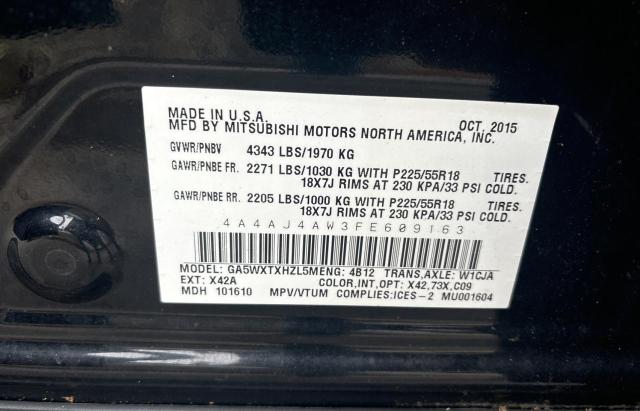 MADE IN U.S.A. OCT. 2015
MFD BY MITSUBISHI MOTORS NORTH AMERICA, INC.
GVWR/PNBV 4343 LBS/1970 KG
GAWR/PNBE FR. 2271 LBS/1030 KG WITH P225/55R18 TIRES.
18X7J RIMS AT 230 KPA/33 PSI COLD.
GAWR/PNBE RR. 2205 LBS/1000 KG WITH P225/55R18 TIRES.
18X7J RIMS AT 230 KPA/33 PSI COLD.
4A4AJ4AW3FE609163
MODEL: GA5WXTXHZL5MENG: 4B12 TRANS,AXLE: W1CJA
EXT: X42A COLOR,INT,OPT: X42,73X,C09
MDH 101610 MPV/VTUM COMPLIES:ICES-2 MU001604